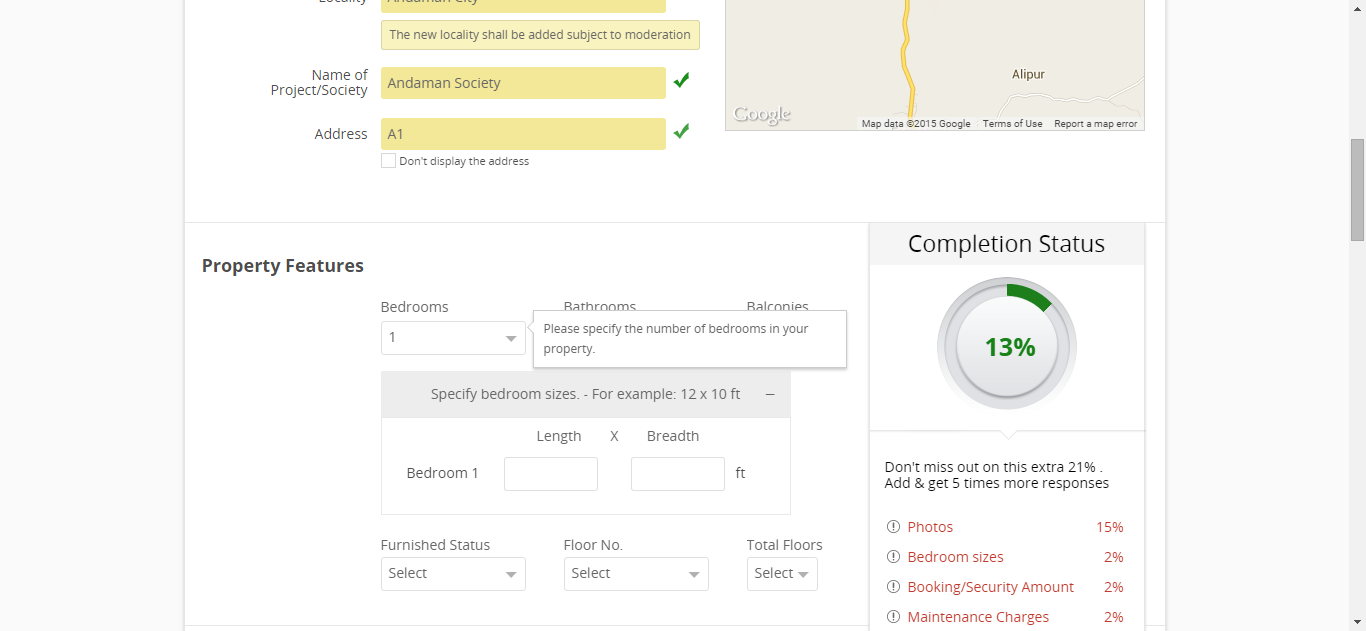 Locality
Andaman City
The new locality shall be added subject to moderation
Name of
Project/Society
Andaman Society
Address
A1
Don't display the address
Alipur
Google
Map data ©2015 Google
Terms of Use
Report a map error
Property Features
Bedrooms
Bathrooms
Balconies
1
Please specify the number of bedrooms in your
property.
Specify bedroom sizes. - For example: 12 x 10 ft –
Length X Breadth
Bedroom 1
ft
Furnished Status
Floor No.
Total Floors
Select
Select
Select
Completion Status
13%
Don't miss out on this extra 21% .
Add & get 5 times more responses
Photos 15%
Bedroom sizes 2%
Booking/Security Amount 2%
Maintenance Charges 2%